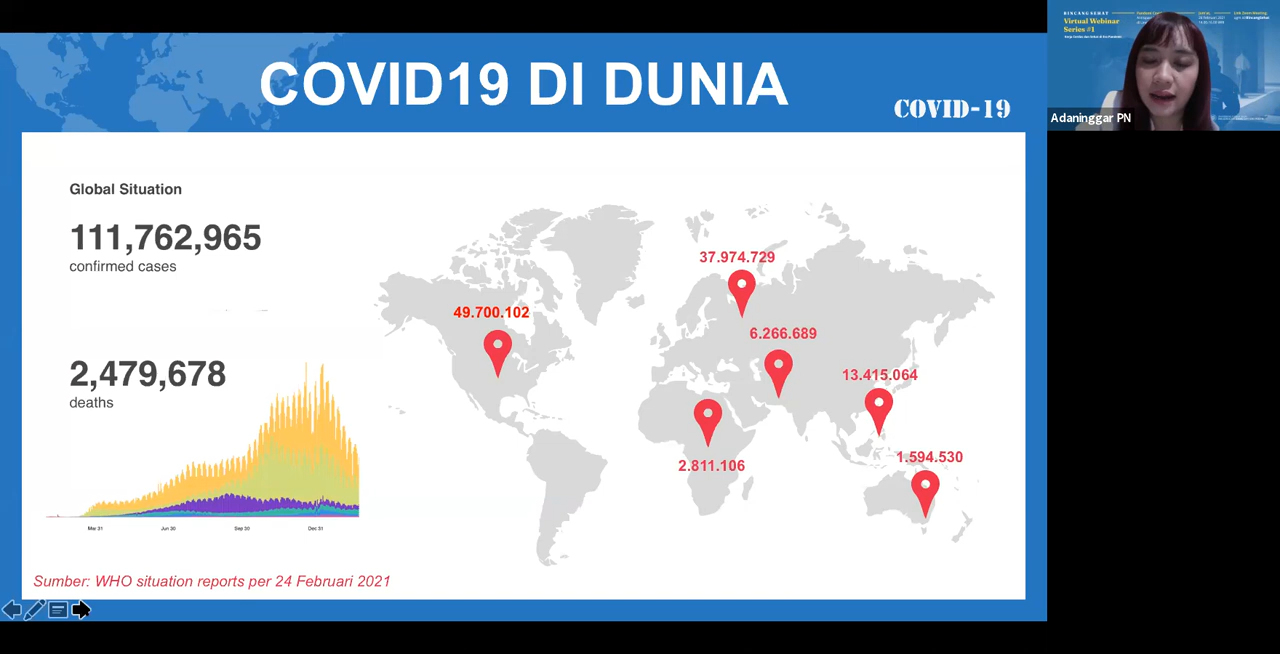 COVID19 DI DUNIA
COVID-19
Global Situation
111,762,965
confirmed cases
2,479,678
deaths
Mar 31
Jun 30
Sep 30
Dec 31
49.700.102
37.974.729
6.266.689
13.415.064
2.811.106
1.594.530
Sumber: WHO situation reports per 24 Februari 2021
BINCANGSEHAT
Virtual Webinar
Series #1
Adaninggar PN